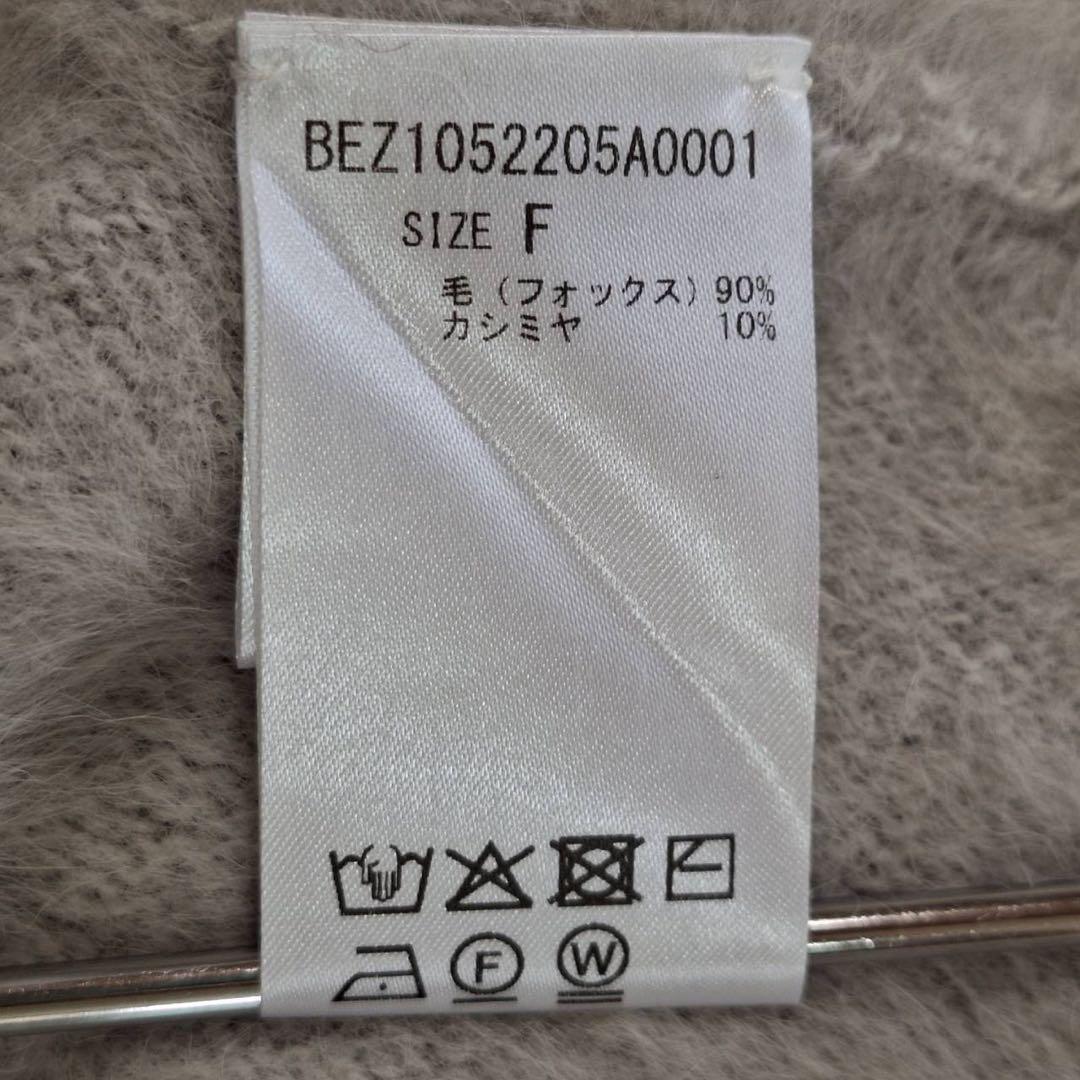 BEZ1052205A0001
SIZE F
毛（フォックス）90%
カシミヤ 10%
F W